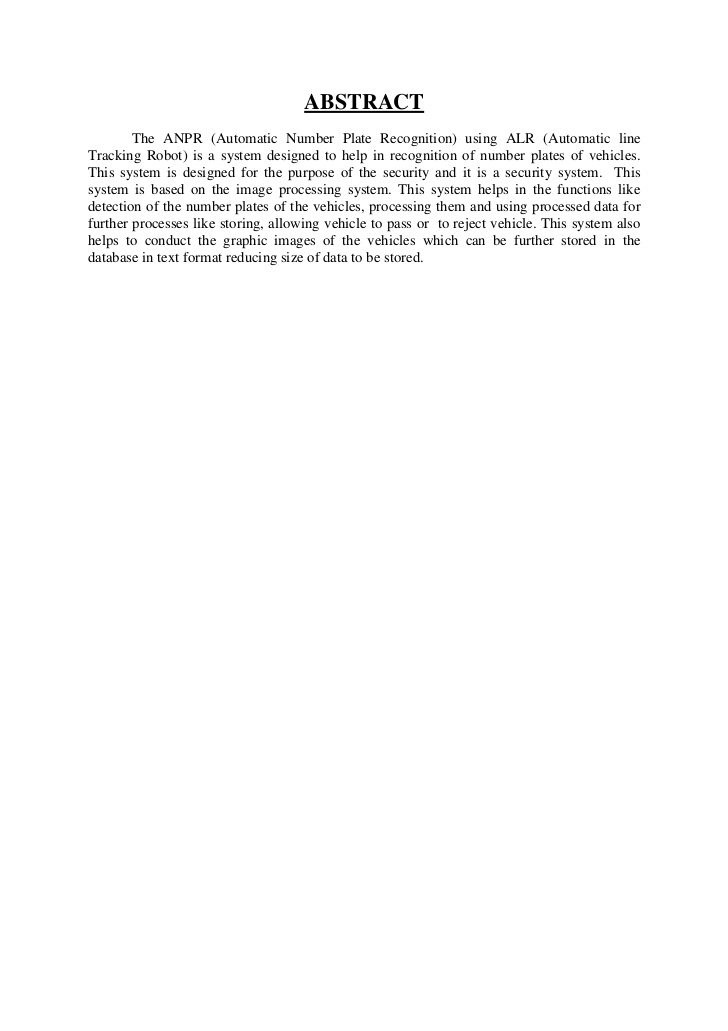 ABSTRACT
The ANPR (Automatic Number Plate Recognition) using ALR (Automatic line
Tracking Robot) is a system designed to help in recognition of number plates of vehicles.
This system is designed for the purpose of the security and it is a security system.  This
system is based on the image processing system. This system helps in the functions like
detection of the number plates of the vehicles, processing them and using processed data for
further processes like storing, allowing vehicle to pass or  to reject vehicle. This system also
helps to conduct the graphic images of the vehicles which can be further stored in the
database in text format reducing size of data to be stored.